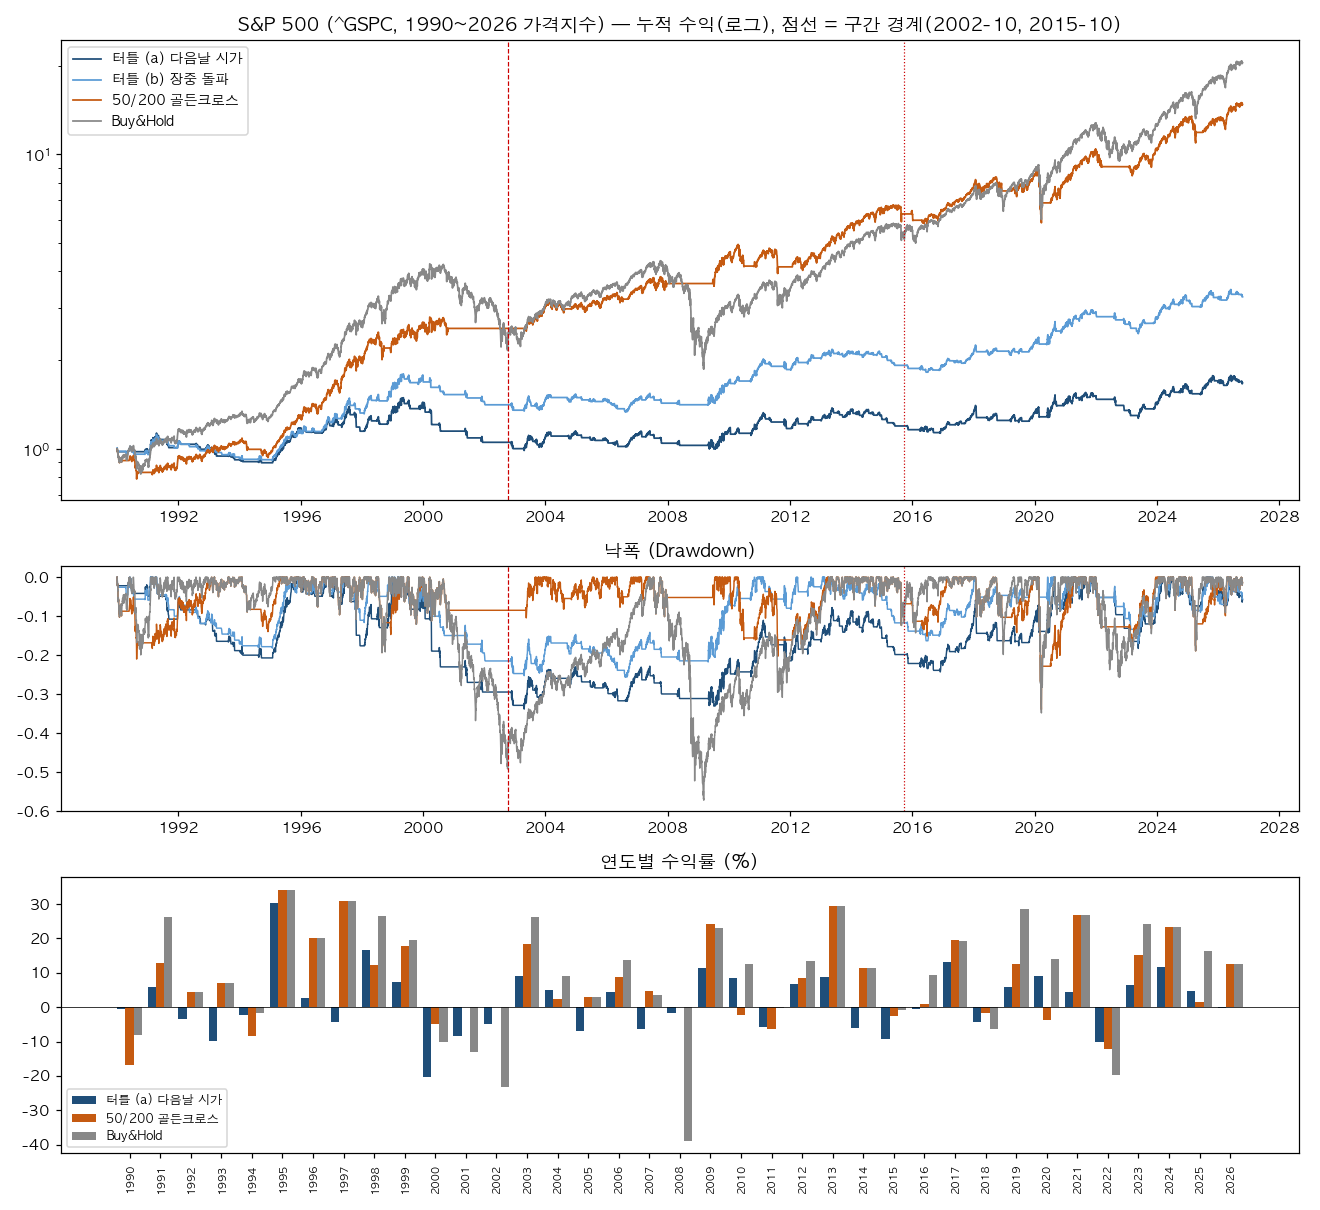 S&P 500 (^GSPC, 1990~2026 가격지수) — 누적 수익(로그), 점선 = 구간 경계(2002-10, 2015-10)
터틀 (a) 다음날 시가
터틀 (b) 장중 돌파
50/200 골든크로스
Buy&Hold
10¹
10⁰
1992 1996 2000 2004 2008 2012 2016 2020 2024 2028
낙폭 (Drawdown)
0.0
-0.1
-0.2
-0.3
-0.4
-0.5
-0.6
1992 1996 2000 2004 2008 2012 2016 2020 2024 2028
연도별 수익률 (%)
30
20
10
0
-10
-20
-30
-40
터틀 (a) 다음날 시가
50/200 골든크로스
Buy&Hold
1990 1991 1992 1993 1994 1995 1996 1997 1998 1999 2000 2001 2002 2003 2004 2005 2006 2007 2008 2009 2010 2011 2012 2013 2014 2015 2016 2017 2018 2019 2020 2021 2022 2023 2024 2025 2026